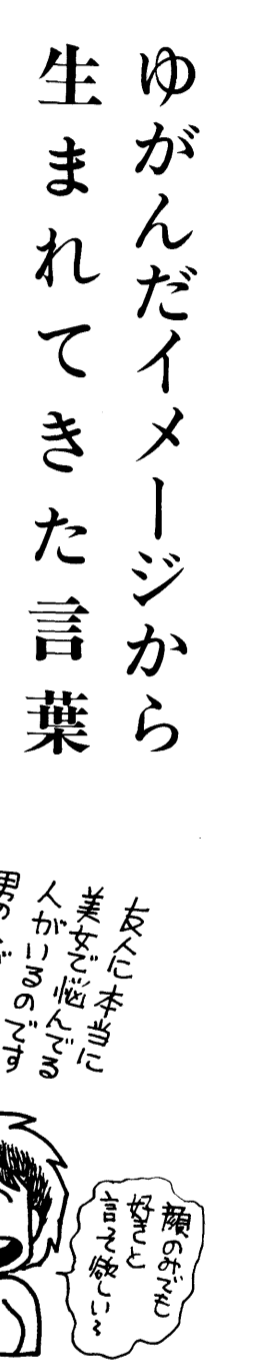 ゆがんだイメージから
生まれてきた言葉
友人に本当に
美女で悩んでる
人がいるのです
男の
顔のみでも
好きと
言って欲しい〜